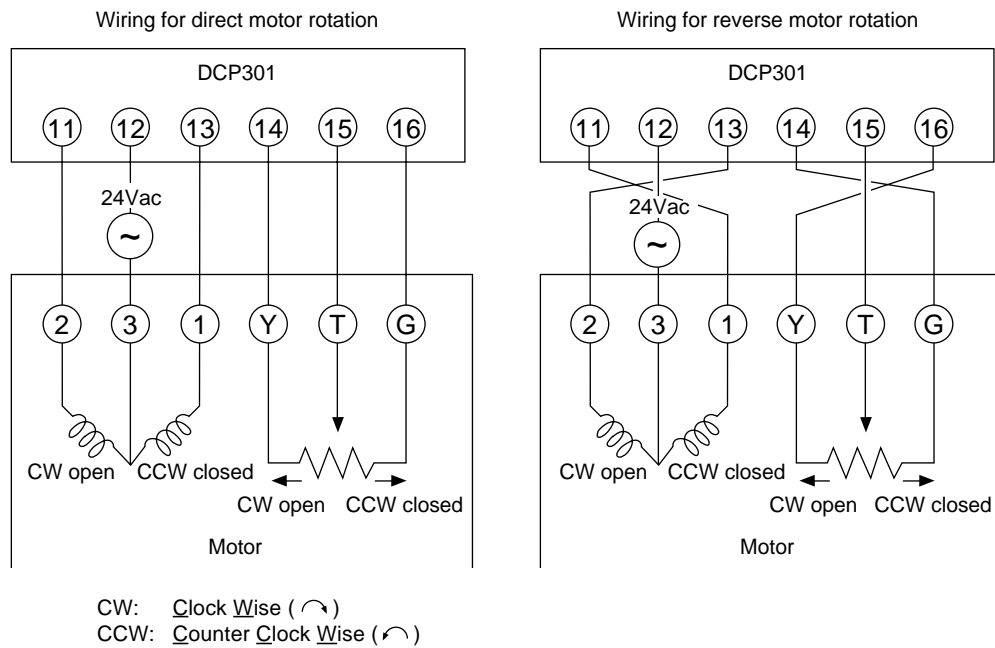 Wiring for direct motor rotation    Wiring for reverse motor rotation
DCP301    DCP301
11 12 13 14 15 16    11 12 13 14 15 16
24Vac    24Vac
~    ~
2 3 1 Y T G    2 3 1 Y T G
CW open CCW closed    CW open CCW closed
CW open CCW closed    CW open CCW closed
Motor    Motor
CW: Clock Wise ( )
CCW: Counter Clock Wise ( )